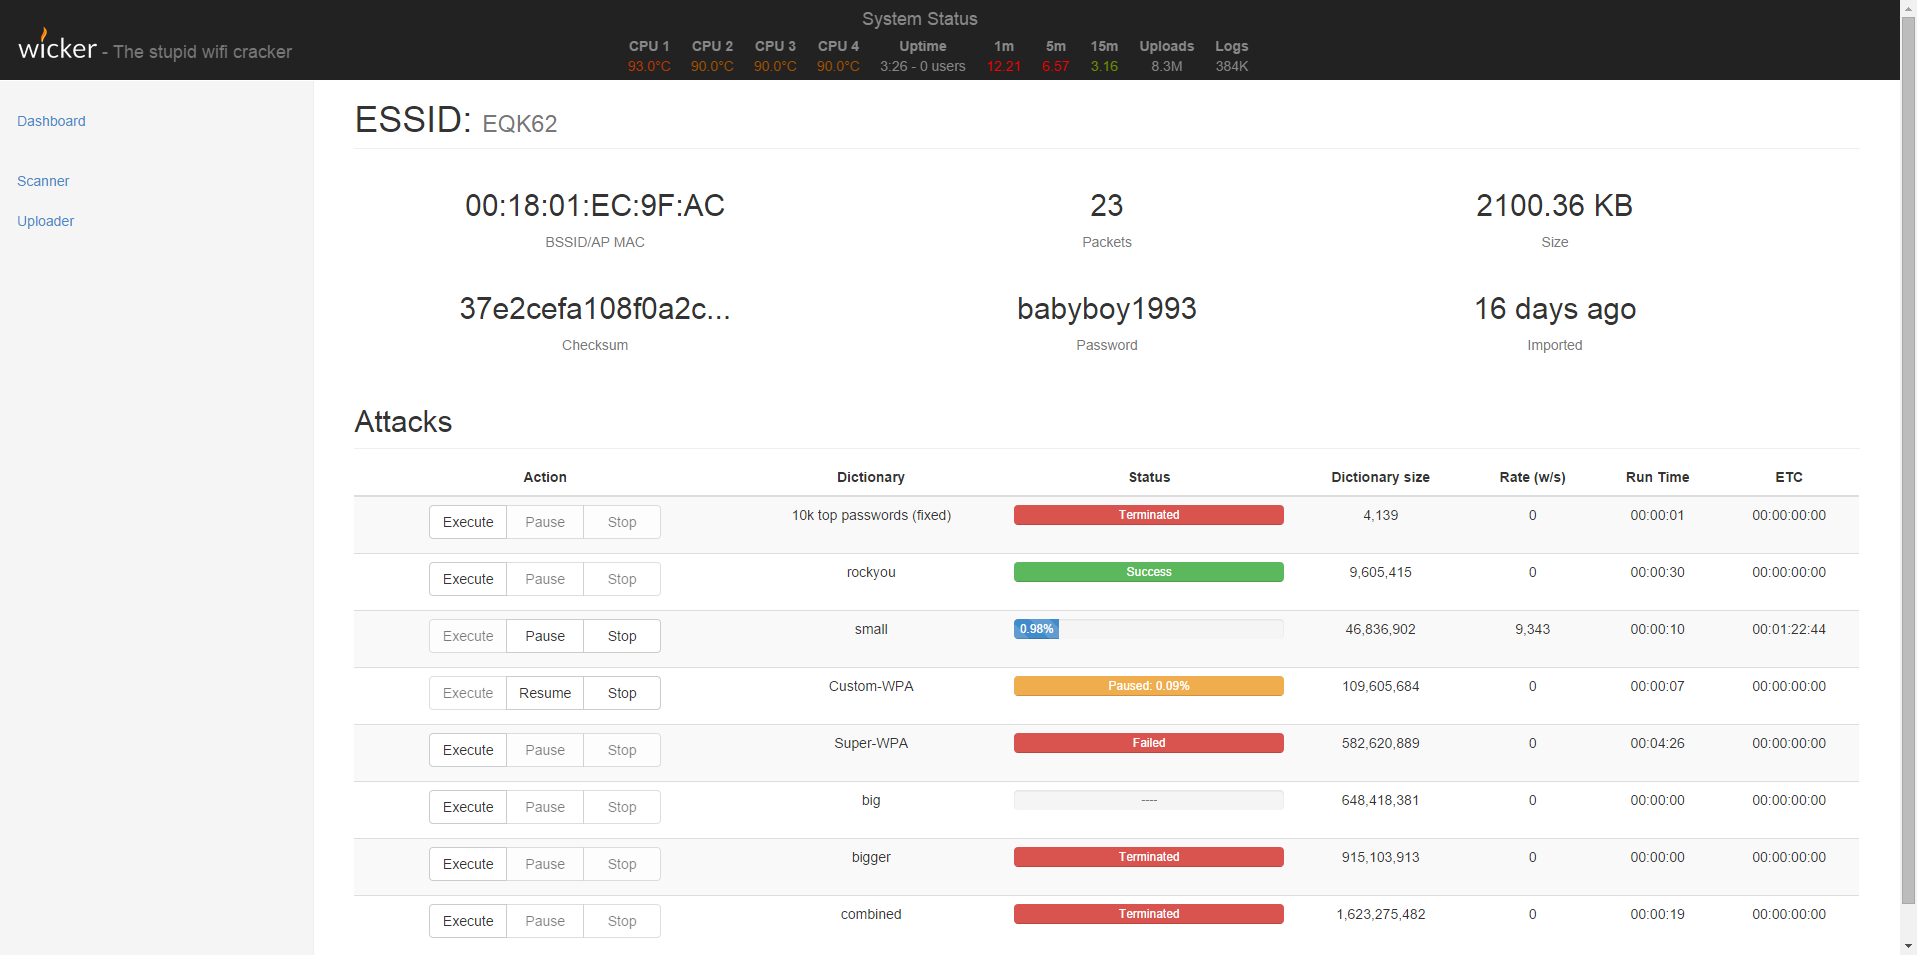 System Status
wicker - The stupid wifi cracker
CPU 1 CPU 2 CPU 3 CPU 4 Uptime 1m 5m 15m Uploads Logs
93.0°C 90.0°C 90.0°C 90.0°C 3:26 - 0 users 12.21 6.57 3.16 8.3M 384K
Dashboard
Scanner
Uploader
ESSID: EQK62
00:18:01:EC:9F:AC 23 2100.36 KB
BSSID/AP MAC Packets Size
37e2cefa108f0a2c... babyboy1993 16 days ago
Checksum Password Imported
Attacks
Action Dictionary Status Dictionary size Rate (w/s) Run Time ETC
Execute Pause Stop 10k top passwords (fixed) Terminated 4,139 0 00:00:01 00:00:00:00
Execute Pause Stop rockyou Success 9,605,415 0 00:00:30 00:00:00:00
Execute Pause Stop small 0.98% 46,836,902 9,343 00:00:10 00:01:22:44
Execute Resume Stop Custom-WPA Paused: 0.09% 109,605,684 0 00:00:07 00:00:00:00
Execute Pause Stop Super-WPA Failed 582,620,889 0 00:04:26 00:00:00:00
Execute Pause Stop big ---- 648,418,381 0 00:00:00 00:00:00:00
Execute Pause Stop bigger Terminated 915,103,913 0 00:00:00 00:00:00:00
Execute Pause Stop combined Terminated 1,623,275,482 0 00:00:19 00:00:00:00